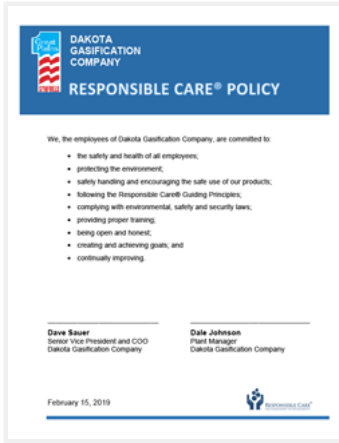 DAKOTA
GASIFICATION
COMPANY
RESPONSIBLE CARE® POLICY
We, the employees of Dakota Gasification Company, are committed to:
• the safety and health of all employees;
• protecting the environment;
• safely handling and encouraging the safe use of our products;
• following the Responsible Care® Guiding Principles;
• complying with environmental, safety and security laws;
• providing proper training;
• being open and honest;
• creating and achieving goals; and
• continually improving.
Dave Sauer
Senior Vice President and COO
Dakota Gasification Company
Dale Johnson
Plant Manager
Dakota Gasification Company
February 15, 2019
RESPONSIBLE CARE®